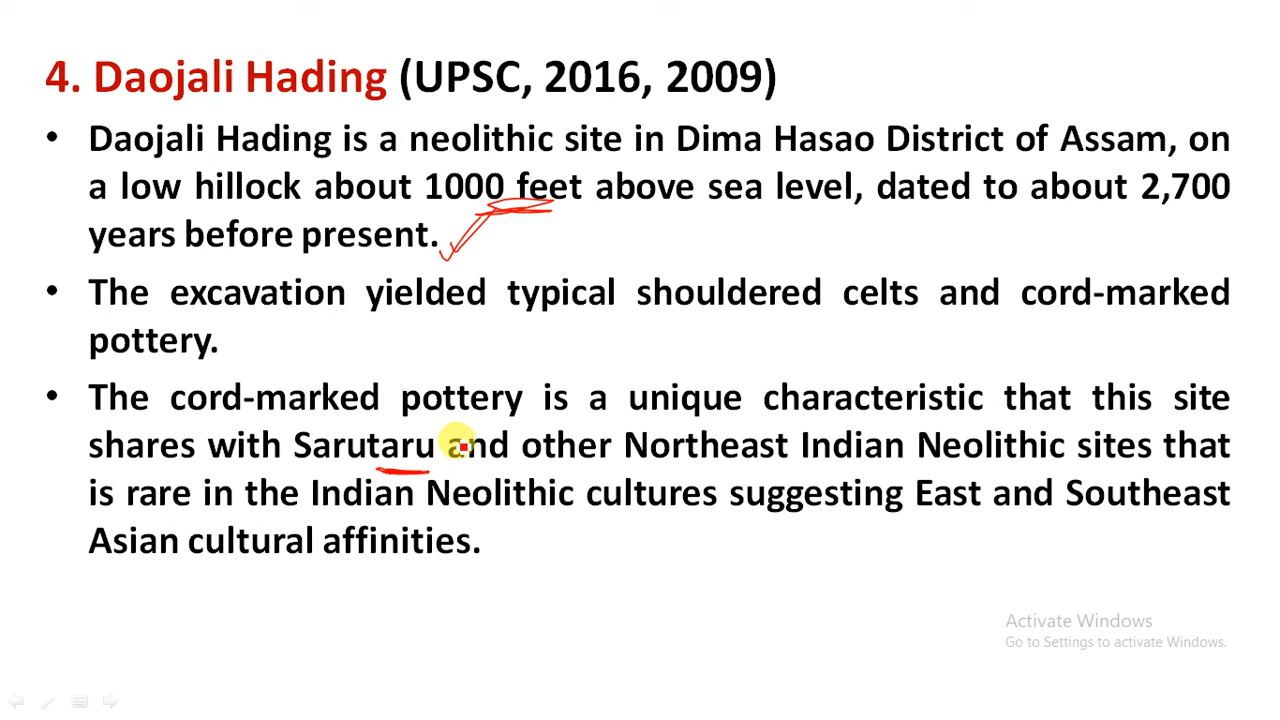 4. Daojali Hading (UPSC, 2016, 2009)
• Daojali Hading is a neolithic site in Dima Hasao District of Assam, on
a low hillock about 1000 feet above sea level, dated to about 2,700
years before present.
• The excavation yielded typical shouldered celts and cord-marked
pottery.
• The cord-marked pottery is a unique characteristic that this site
shares with Sarutaru and other Northeast Indian Neolithic sites that
is rare in the Indian Neolithic cultures suggesting East and Southeast
Asian cultural affinities.
Activate Windows
Go to Settings to activate Windows.